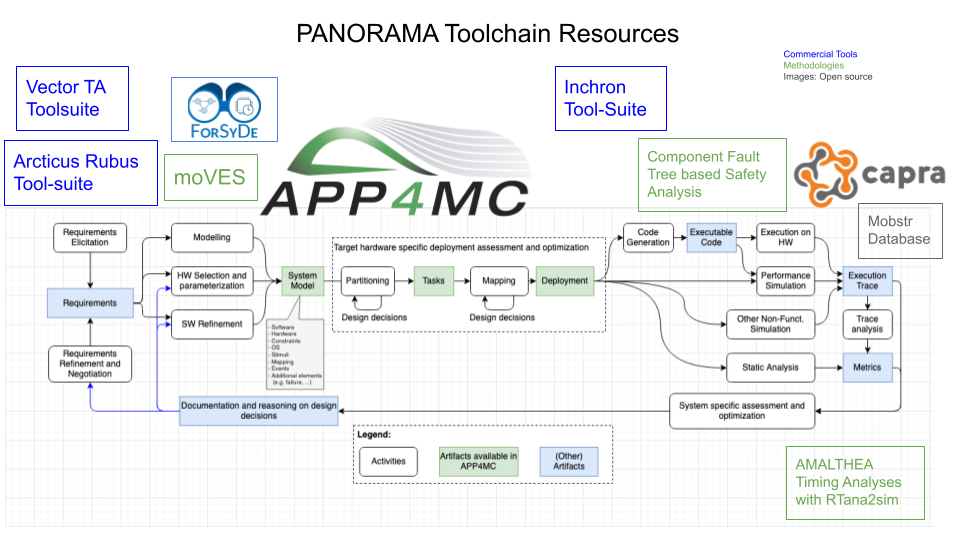 PANORAMA Toolchain Resources
Commercial Tools
Methodologies
Images: Open source
Vector TA
Toolsuite
ForSyDe
Inchron
Tool-Suite
Arcticus Rubus
Tool-suite
moVES
APP4MC
Component Fault
Tree based Safety
Analysis
capra
Mobstr
Database
Requirements
Elicitation
Modelling
Target hardware specific deployment assessment and optimization
Code
Generation
Executable
Code
Execution on
HW
Requirements
HW Selection and
parameterization
System
Model
Partitioning
Tasks
Mapping
Deployment
Performance
Simulation
Execution
Trace
Design decisions
Design decisions
SW Refinement
Other Non-Funct.
Simulation
Trace
analysis
- Software
- Hardware
- Constraints
- OS
- Stimuli
- Mapping
- Events
- Additional elements
(e.g. failure, ...)
Requirements
Refinement and
Negotiation
Static Analysis
Metrics
Documentation and reasoning on design
decisions
System specific assessment and
optimization
Legend:
Activities
Artifacts available in
APP4MC
(Other)
Artifacts
AMALTHEA
Timing Analyses
with RTana2sim